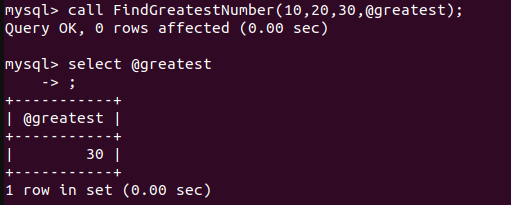 mysql> call FindGreatestNumber(10,20,30,@greatest);
Query OK, 0 rows affected (0.00 sec)

mysql> select @greatest
    -> ;
+-----------+
| @greatest |
+-----------+
|        30 |
+-----------+
1 row in set (0.00 sec)